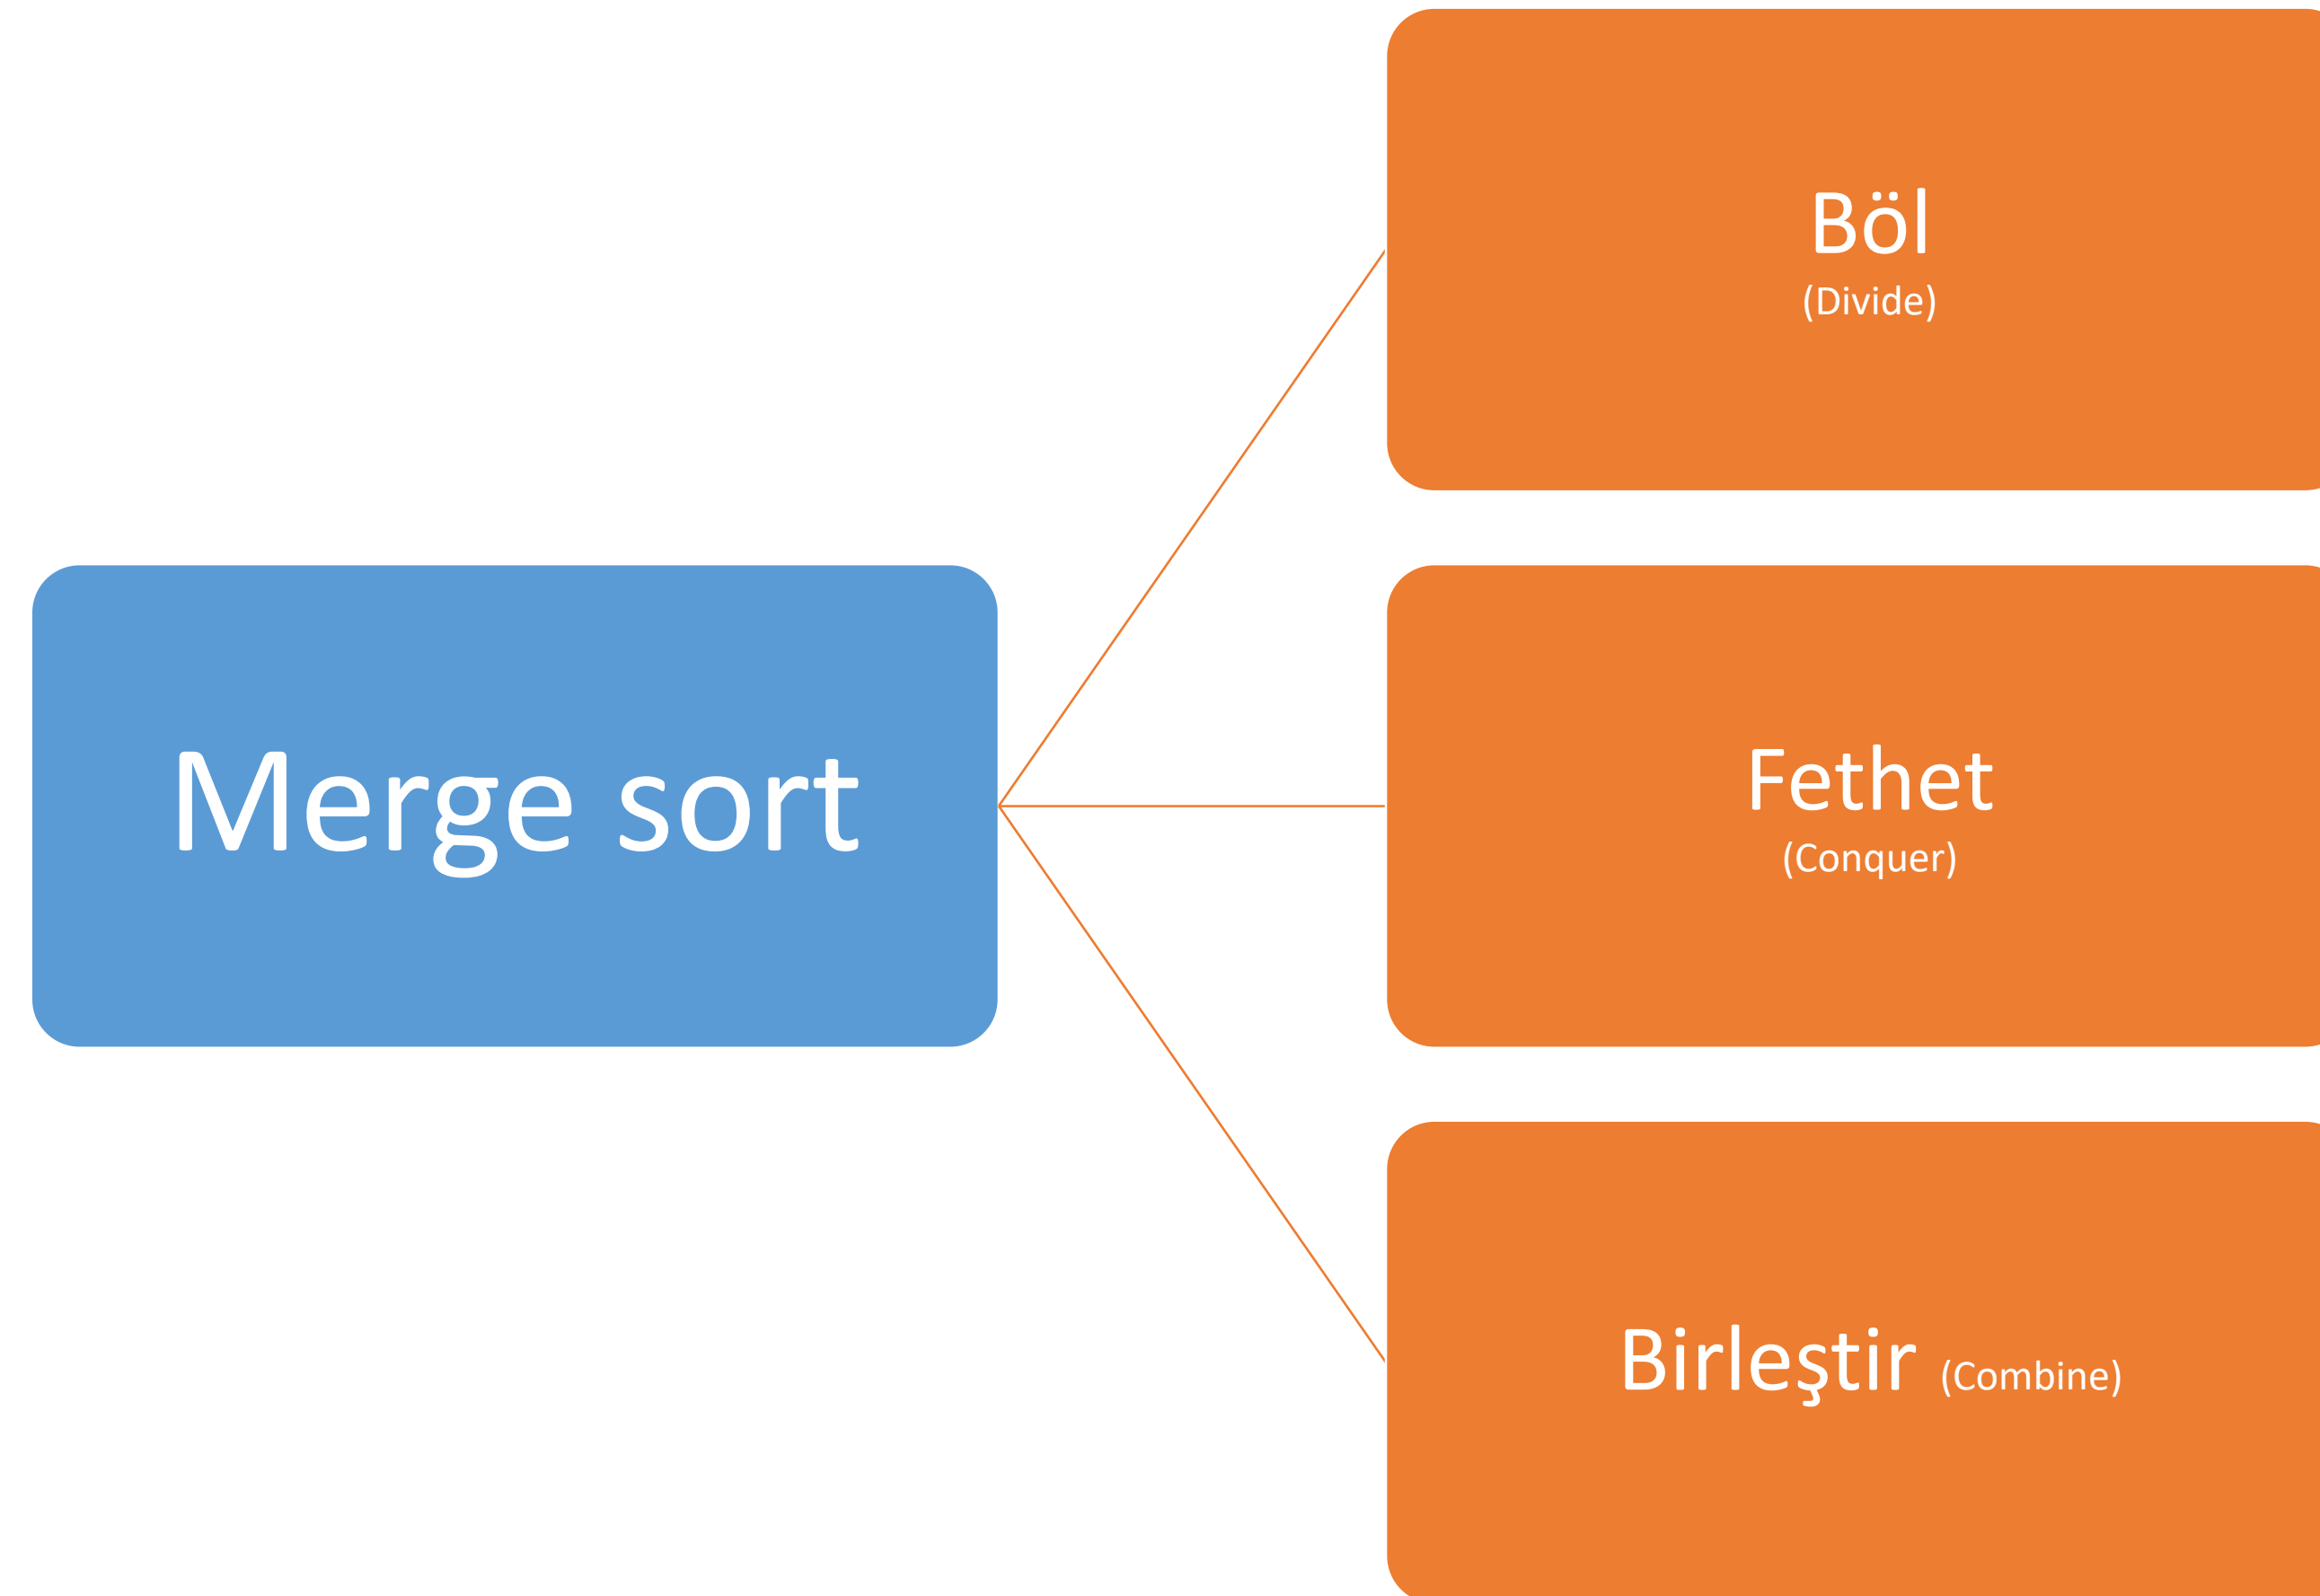 Merge sort
Böl
(Divide)
Fethet
(Conquer)
Birleştir (Combine)